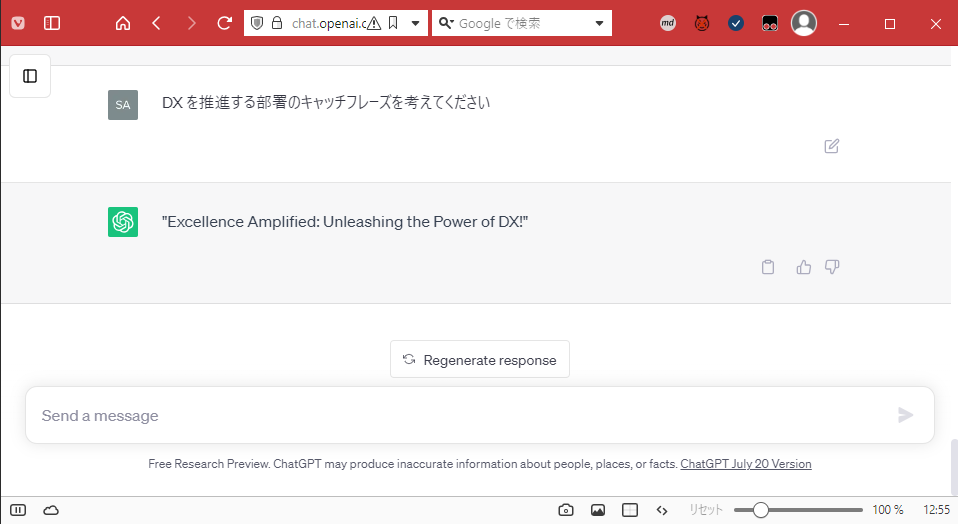 chat.openai.c
Google で検索
md
SA
DX を推進する部署のキャッチフレーズを考えてください
"Excellence Amplified: Unleashing the Power of DX!"
Regenerate response
Send a message
Free Research Preview. ChatGPT may produce inaccurate information about people, places, or facts. ChatGPT July 20 Version
リセット
100 %
12:55